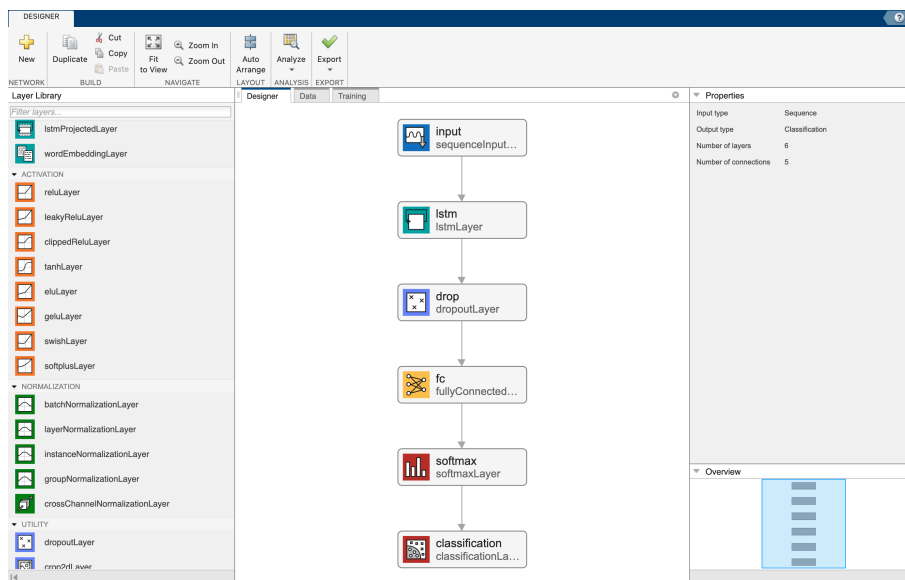 DESIGNER
?
New
Duplicate
Cut
Copy
Paste
Fit
to View
Zoom In
Zoom Out
Auto
Arrange
Analyze
Export
NETWORK
BUILD
NAVIGATE
LAYOUT
ANALYSIS
EXPORT
Layer Library
Filter layers...
lstmProjectedLayer
wordEmbeddingLayer
ACTIVATION
reluLayer
leakyReluLayer
clippedReluLayer
tanhLayer
eluLayer
geluLayer
swishLayer
softplusLayer
NORMALIZATION
batchNormalizationLayer
layerNormalizationLayer
instanceNormalizationLayer
groupNormalizationLayer
crossChannelNormalizationLayer
UTILITY
dropoutLayer
crop2dLayer
Designer
Data
Training
input
sequenceInput...
lstm
lstmLayer
drop
dropoutLayer
fc
fullyConnected...
softmax
softmaxLayer
classification
classificationLa...
Properties
Input type Sequence
Output type Classification
Number of layers 6
Number of connections 5
Overview